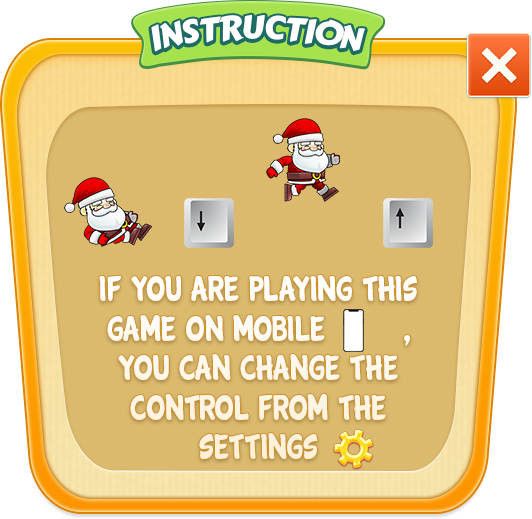 INSTRUCTION
↓ ↑
IF YOU ARE PLAYING THIS
GAME ON MOBILE ,
YOU CAN CHANGE THE
CONTROL FROM THE
SETTINGS